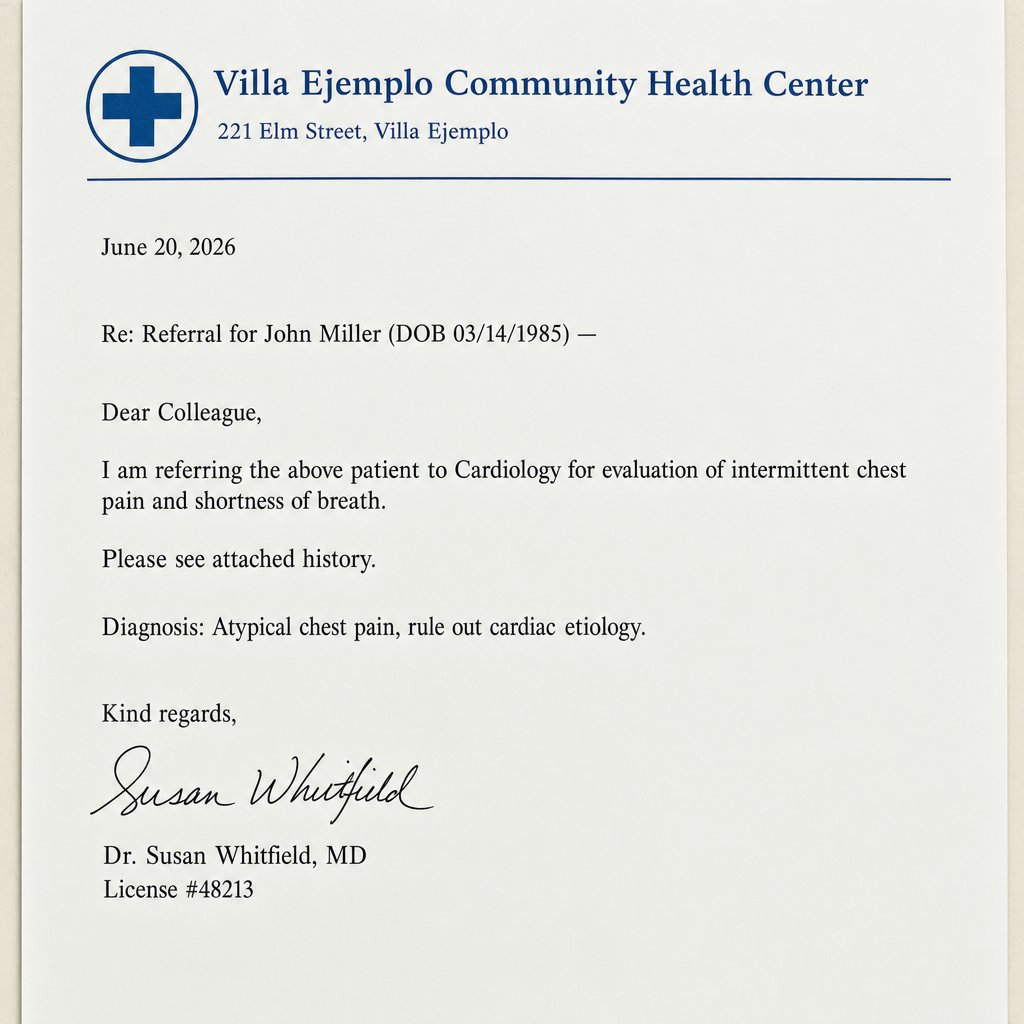 Villa Ejemplo Community Health Center
221 Elm Street, Villa Ejemplo
June 20, 2026
Re: Referral for John Miller (DOB 03/14/1985) —
Dear Colleague,
I am referring the above patient to Cardiology for evaluation of intermittent chest
pain and shortness of breath.
Please see attached history.
Diagnosis: Atypical chest pain, rule out cardiac etiology.
Kind regards,
Susan Whitfield
Dr. Susan Whitfield, MD
License #48213